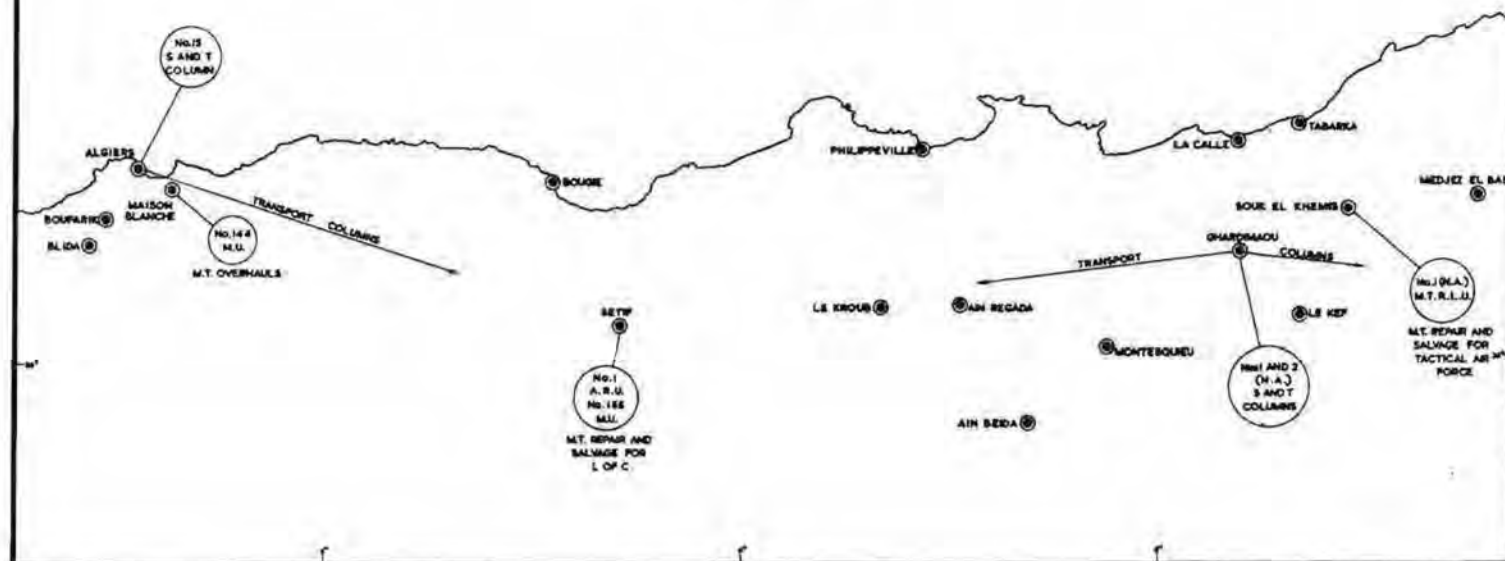 No.15
S AND T
COLUMN
ALGIERS
MAISON
BLANCHE
BOUFARIK
BLIDA
No.144
M.U.
M.T. OVERHAULS
TRANSPORT COLUMNS
BOUGIE
SETIF
No.1
A.R.U.
M.U.
M.T. REPAIR AND
SALVAGE FOR
L OF C
PHILIPPEVILLE
LE KROUB
AIN REGADA
MONTESQUIEU
AIN BEIDA
LA CALLE
TABARKA
MEDJEZ EL BA
SOUK EL KHEMIS
GHARDIMAOU
TRANSPORT COLUMNS
LE KEF
Nos 1 AND 2
(N.A.)
S AND T
COLUMNS
No.1 (N.A.)
M.T.R.L.U.
M.T. REPAIR AND
SALVAGE FOR
TACTICAL AIR
FORCE